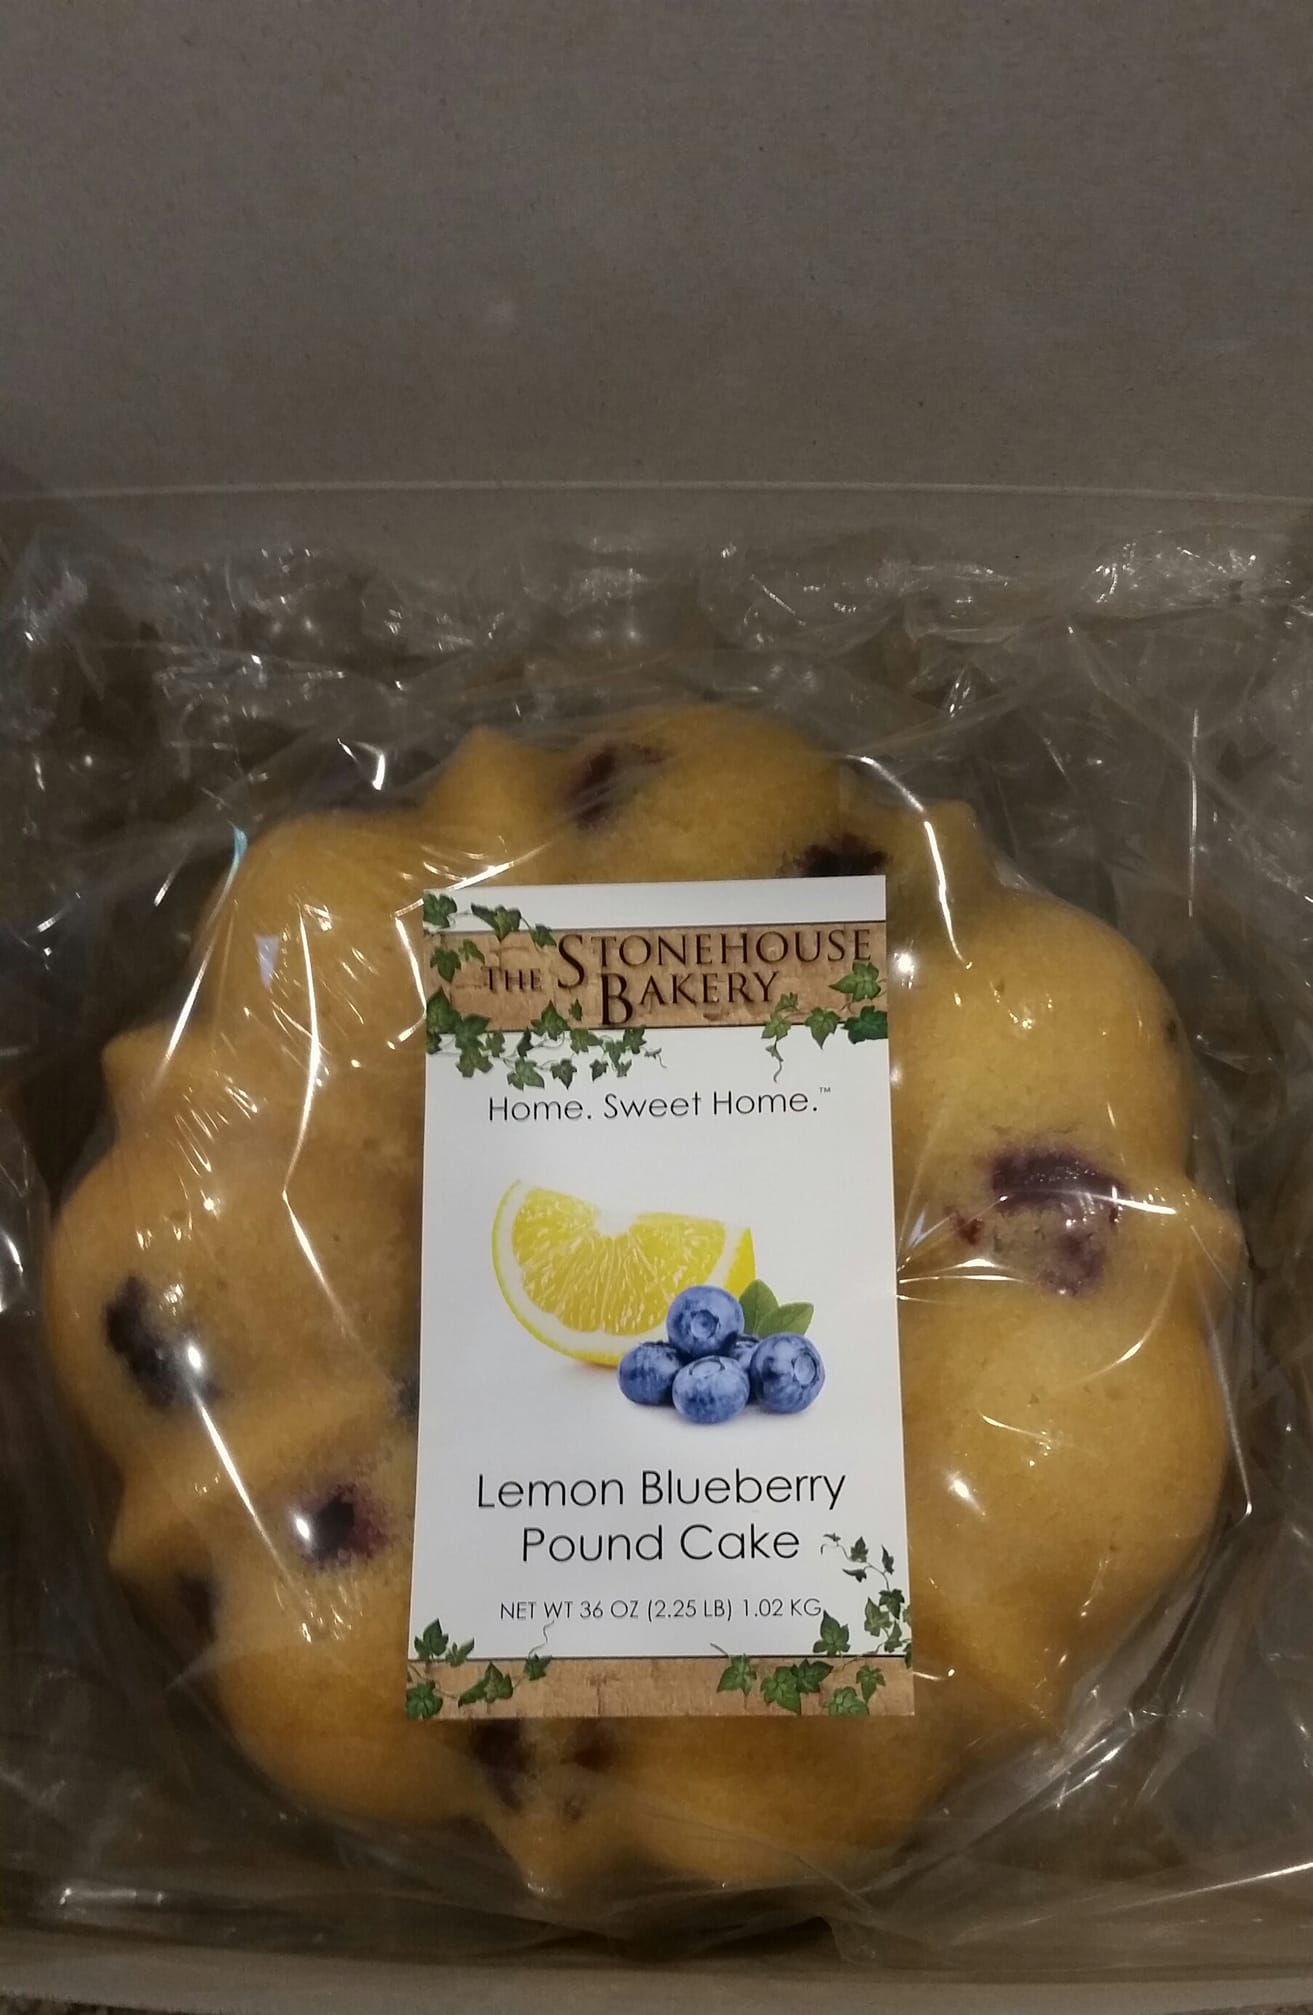 THE STONEHOUSE
BAKERY
Home. Sweet Home.™
Lemon Blueberry
Pound Cake
NET WT 36 OZ (2.25 LB) 1.02 KG